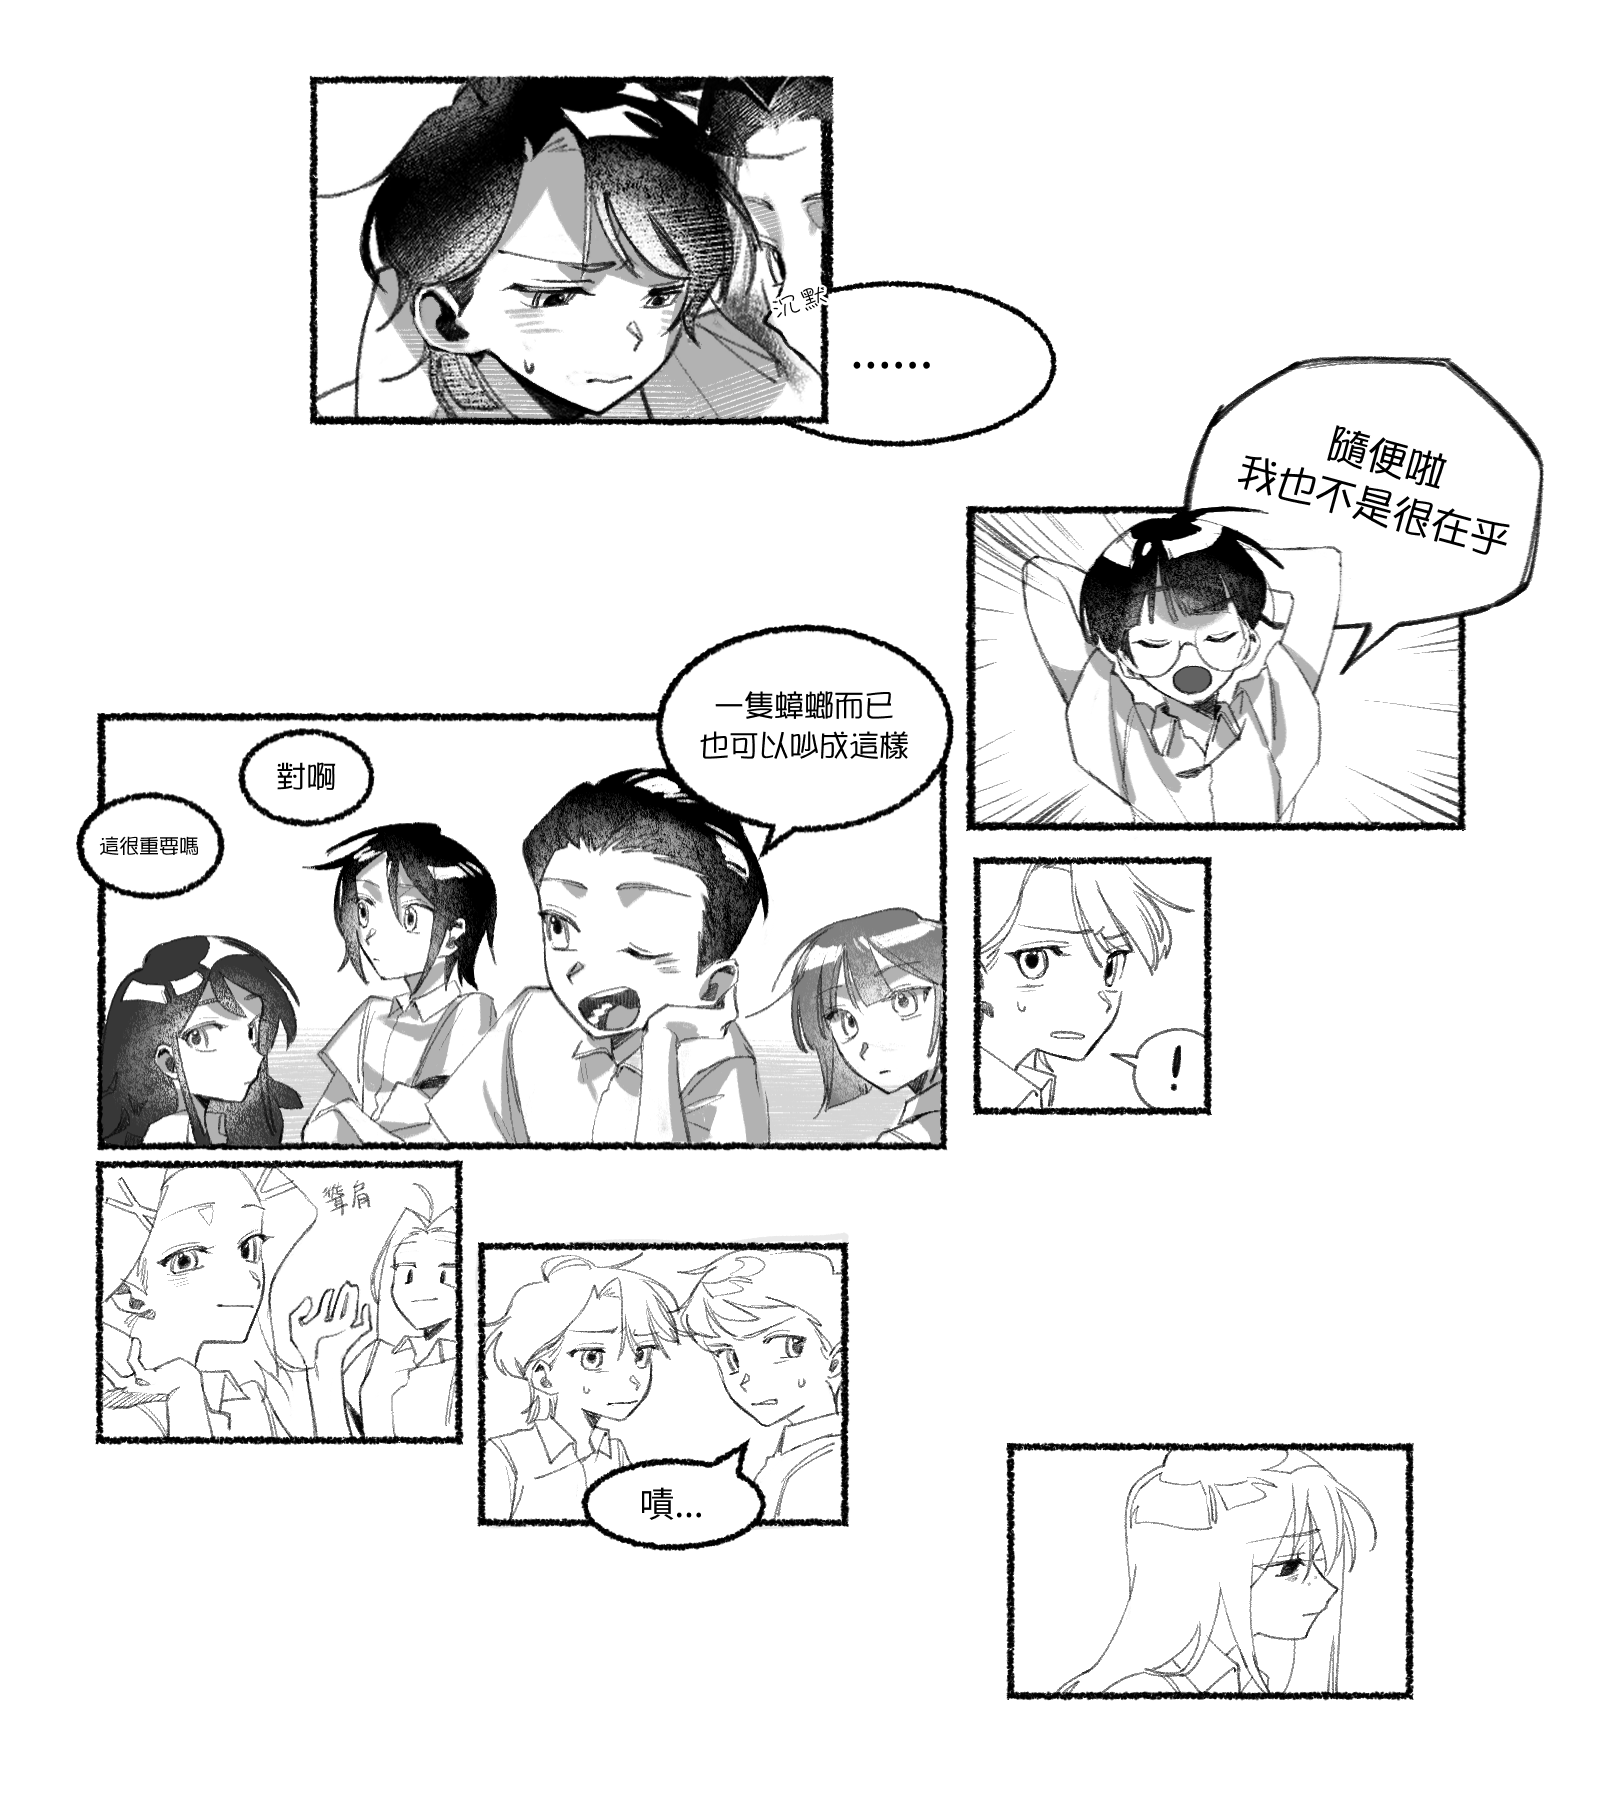 沉默
……
隨便啦
我也不是很在乎
一隻蟑螂而已
也可以吵成這樣
對啊
這很重要嗎
!
聳肩
嘖...